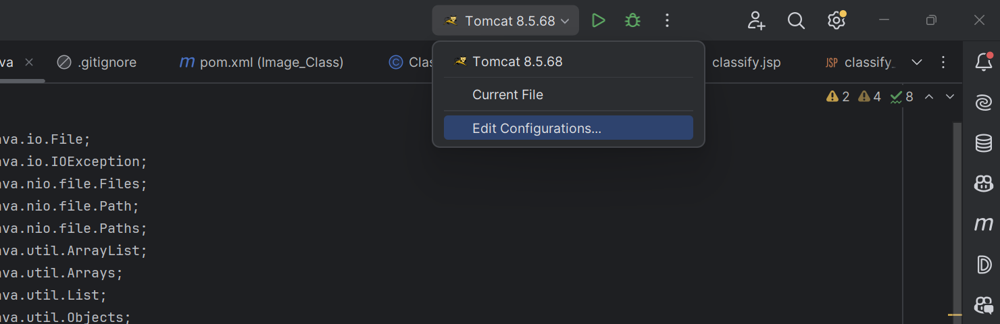 Tomcat 8.5.68
va
.gitignore
m pom.xml (Image_Class)
C Clas
Tomcat 8.5.68
classify.jsp
JSP classify_
Current File
2 4 8
Edit Configurations...
ava.io.File;
ava.io.IOException;
ava.nio.file.Files;
ava.nio.file.Path;
ava.nio.file.Paths;
ava.util.ArrayList;
ava.util.Arrays;
ava.util.List;
ava.util.Objects;
m
D